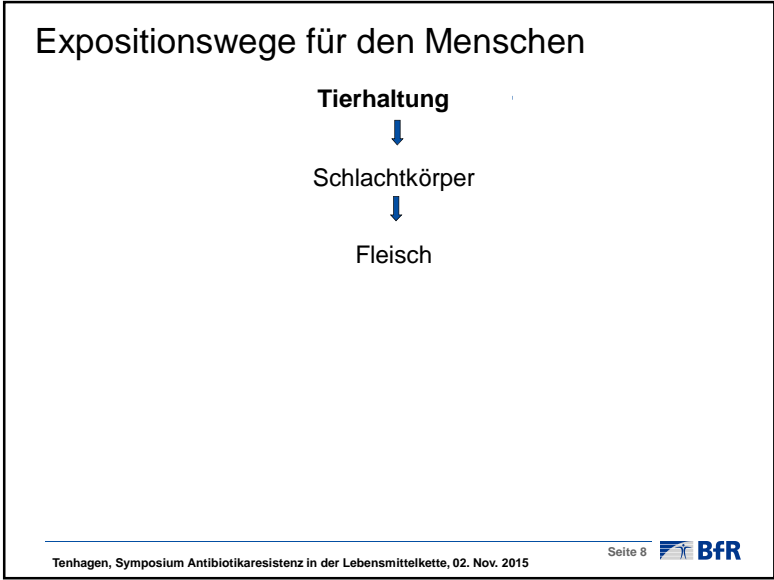 Expositionswege für den Menschen
Tierhaltung
Schlachtkörper
Fleisch
Tenhagen, Symposium Antibiotikaresistenz in der Lebensmittelkette, 02. Nov. 2015
Seite 8
BfR